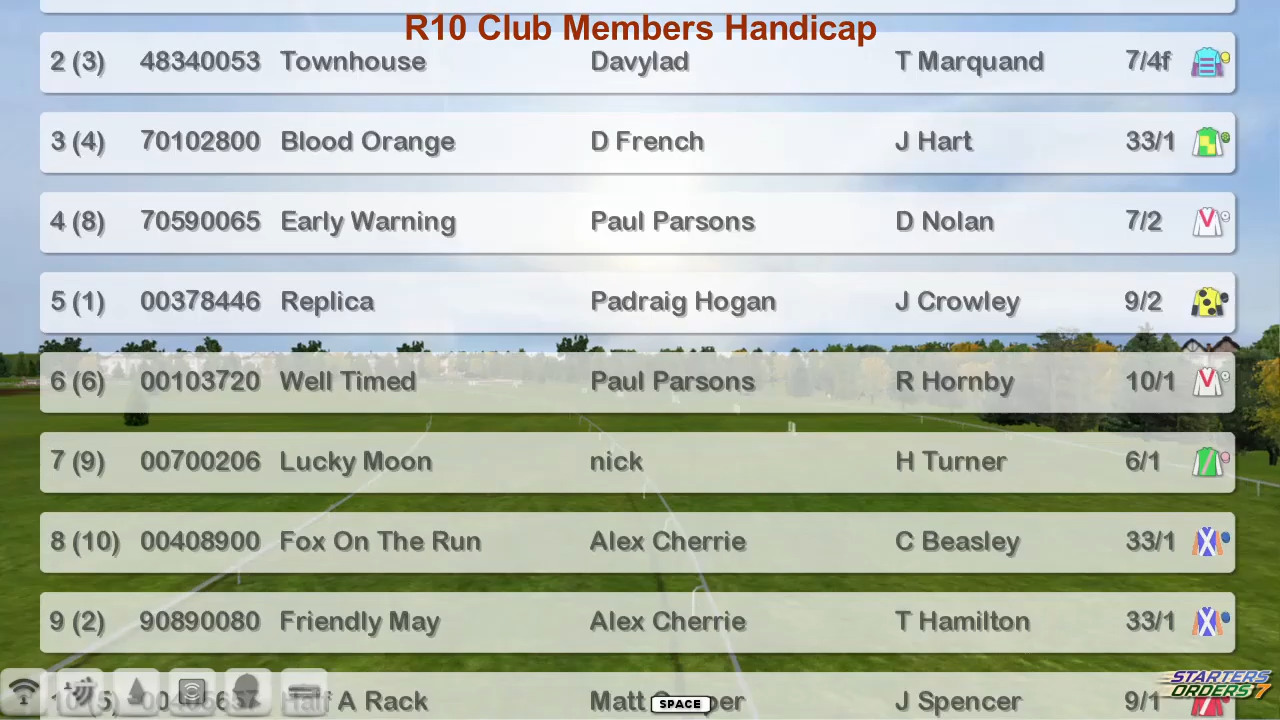 R10 Club Members Handicap
2 (3) 48340053 Townhouse Davylad T Marquand 7/4f
3 (4) 70102800 Blood Orange D French J Hart 33/1
4 (8) 70590065 Early Warning Paul Parsons D Nolan 7/2
5 (1) 00378446 Replica Padraig Hogan J Crowley 9/2
6 (6) 00103720 Well Timed Paul Parsons R Hornby 10/1
7 (9) 00700206 Lucky Moon nick H Turner 6/1
8 (10) 00408900 Fox On The Run Alex Cherrie C Beasley 33/1
9 (2) 90890080 Friendly May Alex Cherrie T Hamilton 33/1
(5) Half A Rack Matt J Spencer 9/1
SPACE
STARTERS ORDERS 7